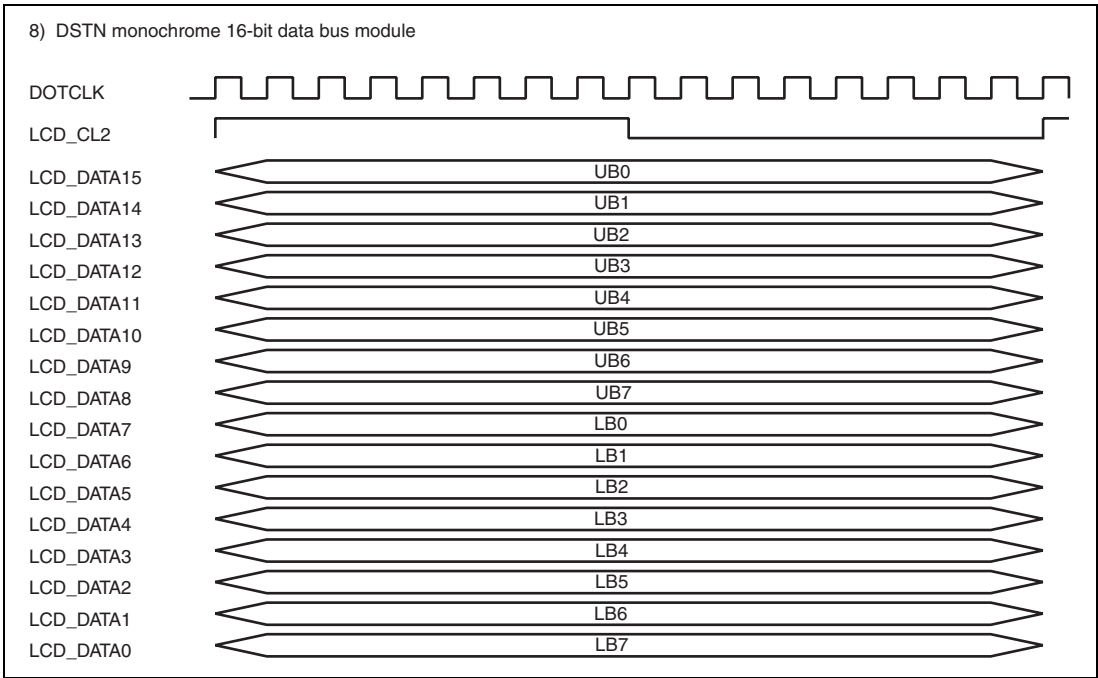 8) DSTN monochrome 16-bit data bus module
DOTCLK
LCD_CL2
LCD_DATA15 UB0
LCD_DATA14 UB1
LCD_DATA13 UB2
LCD_DATA12 UB3
LCD_DATA11 UB4
LCD_DATA10 UB5
LCD_DATA9 UB6
LCD_DATA8 UB7
LCD_DATA7 LB0
LCD_DATA6 LB1
LCD_DATA5 LB2
LCD_DATA4 LB3
LCD_DATA3 LB4
LCD_DATA2 LB5
LCD_DATA1 LB6
LCD_DATA0 LB7